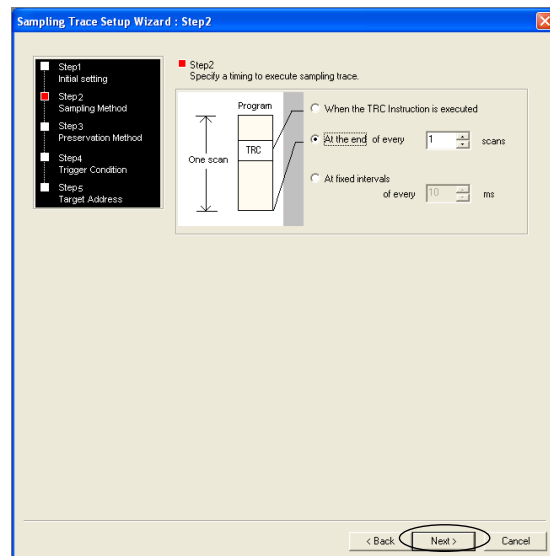 Sampling Trace Setup Wizard : Step2
Step1
Initial setting
Step2
Sampling Method
Step3
Preservation Method
Step4
Trigger Condition
Step5
Target Address
Step2
Specify a timing to execute sampling trace.
Program
One scan
TRC
When the TRC Instruction is executed
At the end of every 1 scans
At fixed intervals
of every 10 ms
< Back Next > Cancel